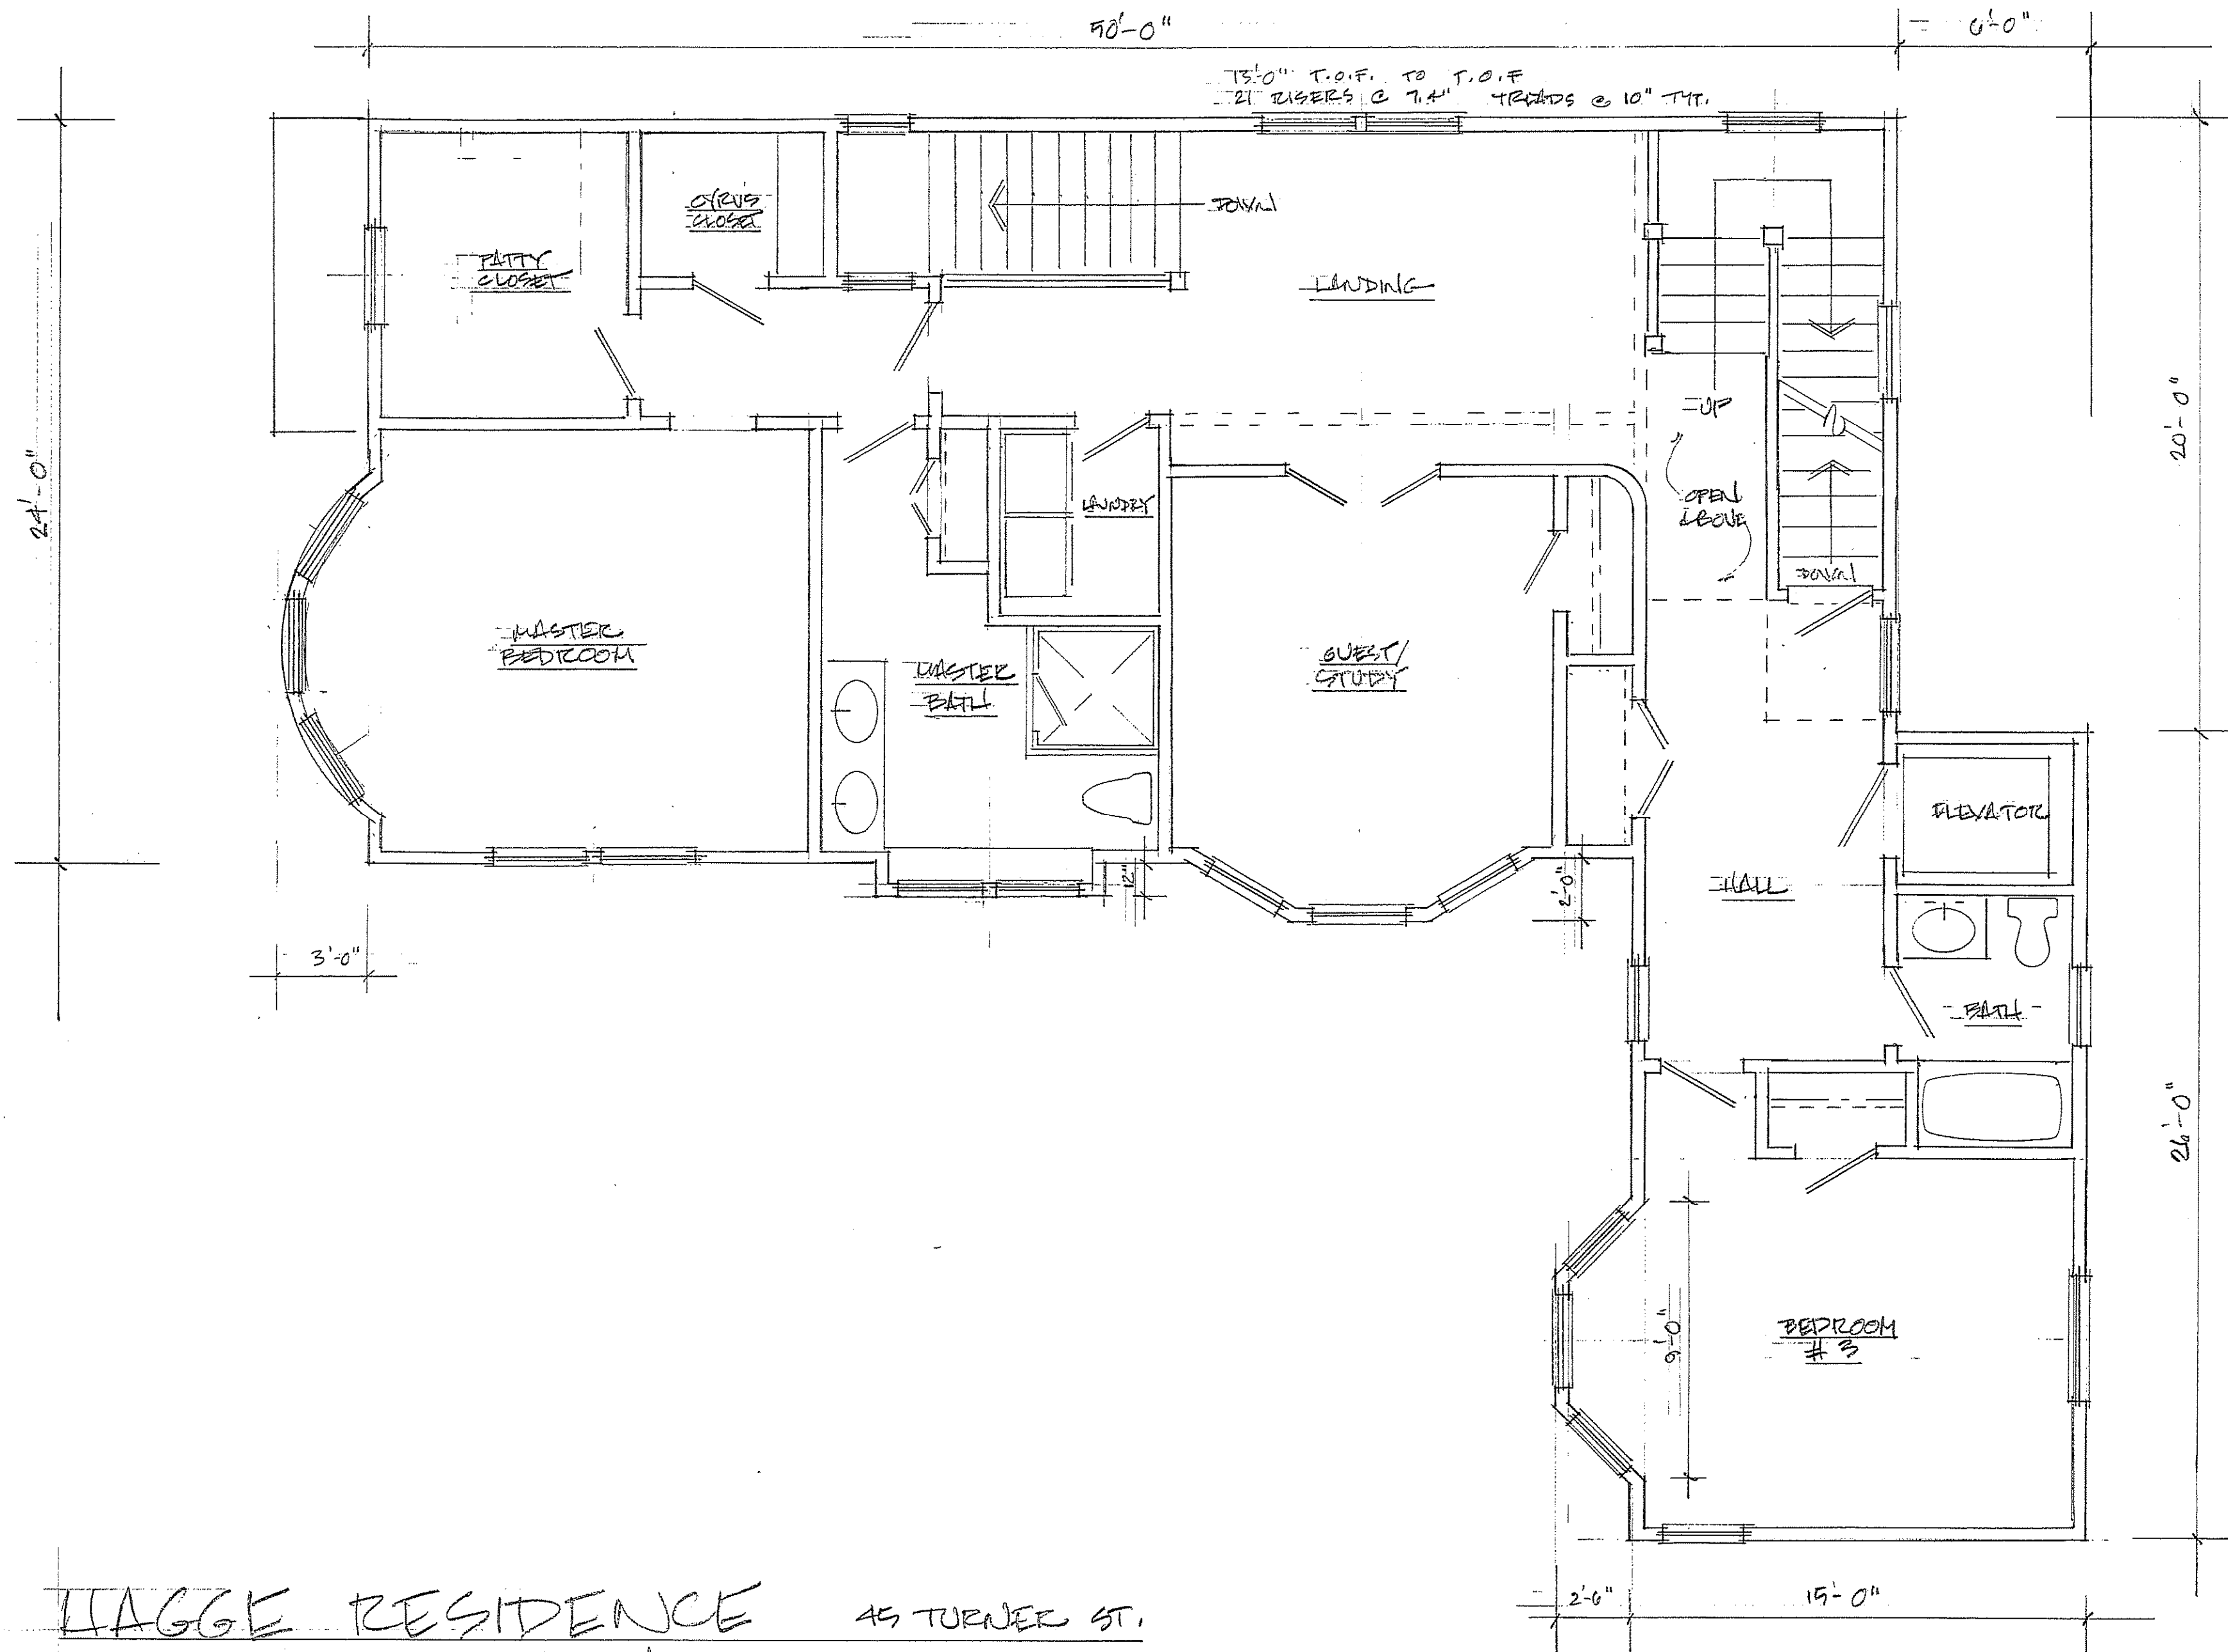 50'-0"
6'-0"
13'-0" T.O.F. TO T.O.F
21 RISERS @ 7.4" TREADS @ 10" TYP.
CYRUS
CLOSET
DOWN
PATTY
CLOSET
LANDING
UP
20'-0"
24'-0"
OPEN
ABOVE
LAUNDRY
DOWN
MASTER
BEDROOM
MASTER
BATH
GUEST/
STUDY
ELEVATOR
12"
2'-0"
HALL
3'-0"
BATH
26'-0"
9'-0"
BEDROOM
# 3
2'-6"
15'-0"
HAGGE RESIDENCE 45 TURNER ST.